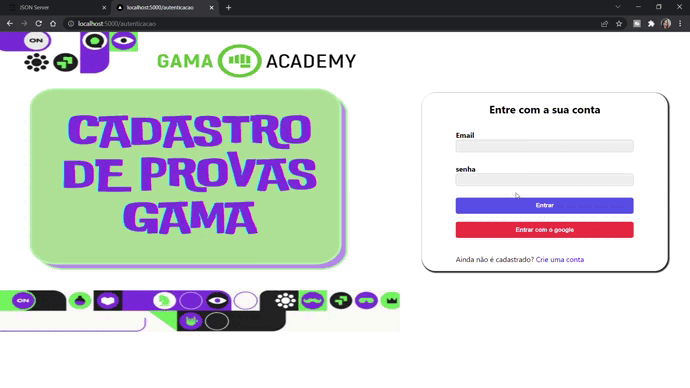 JSON Server
localhost:5000/autenticacao
localhost:5000/autenticacao
ON
GAMA ACADEMY
CADASTRO
DE PROVAS
GAMA
Entre com a sua conta
Email
senha
Entrar
Entrar com o google
Ainda não é cadastrado? Crie uma conta
ON
ON